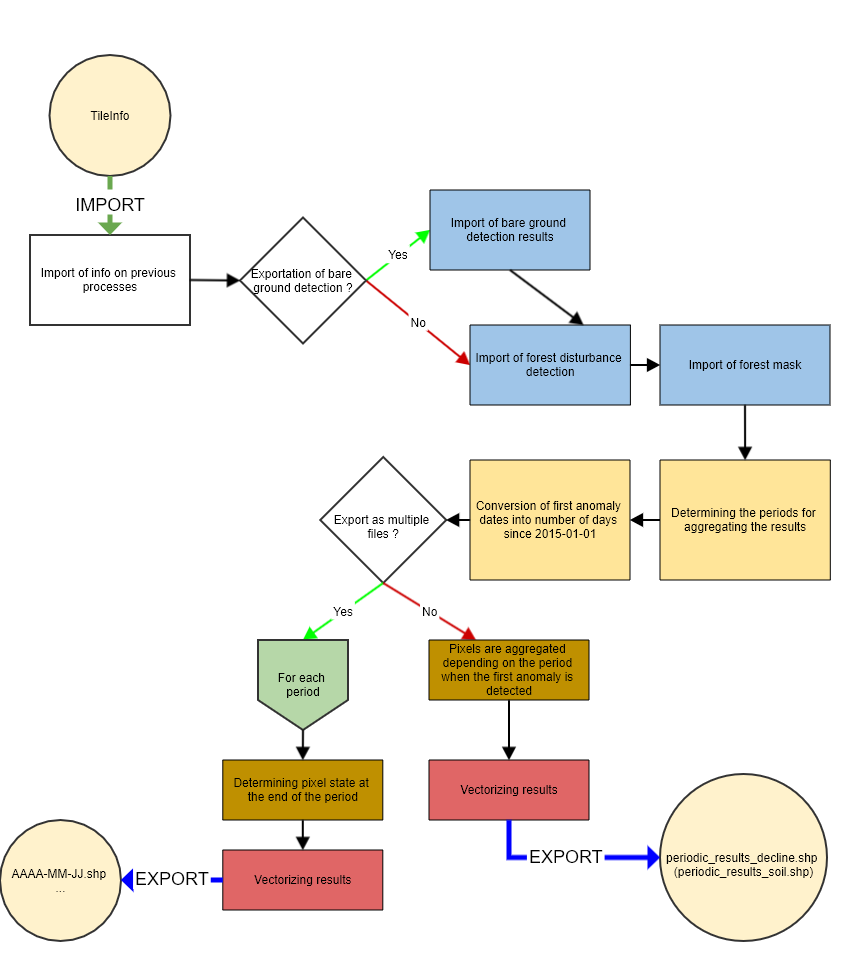 TileInfo
IMPORT
Import of info on previous
processes
Exportation of bare
ground detection ?
Yes
No
Import of bare ground
detection results
Import of forest disturbance
detection
Import of forest mask
Determining the periods for
aggregating the results
Conversion of first anomaly
dates into number of days
since 2015-01-01
Export as multiple
files ?
Yes
No
For each
period
Pixels are aggregated
depending on the period
when the first anomaly is
detected
Determining pixel state at
the end of the period
Vectorizing results
Vectorizing results
EXPORT
AAAA-MM-JJ.shp
...
EXPORT
periodic_results_decline.shp
(periodic_results_soil.shp)